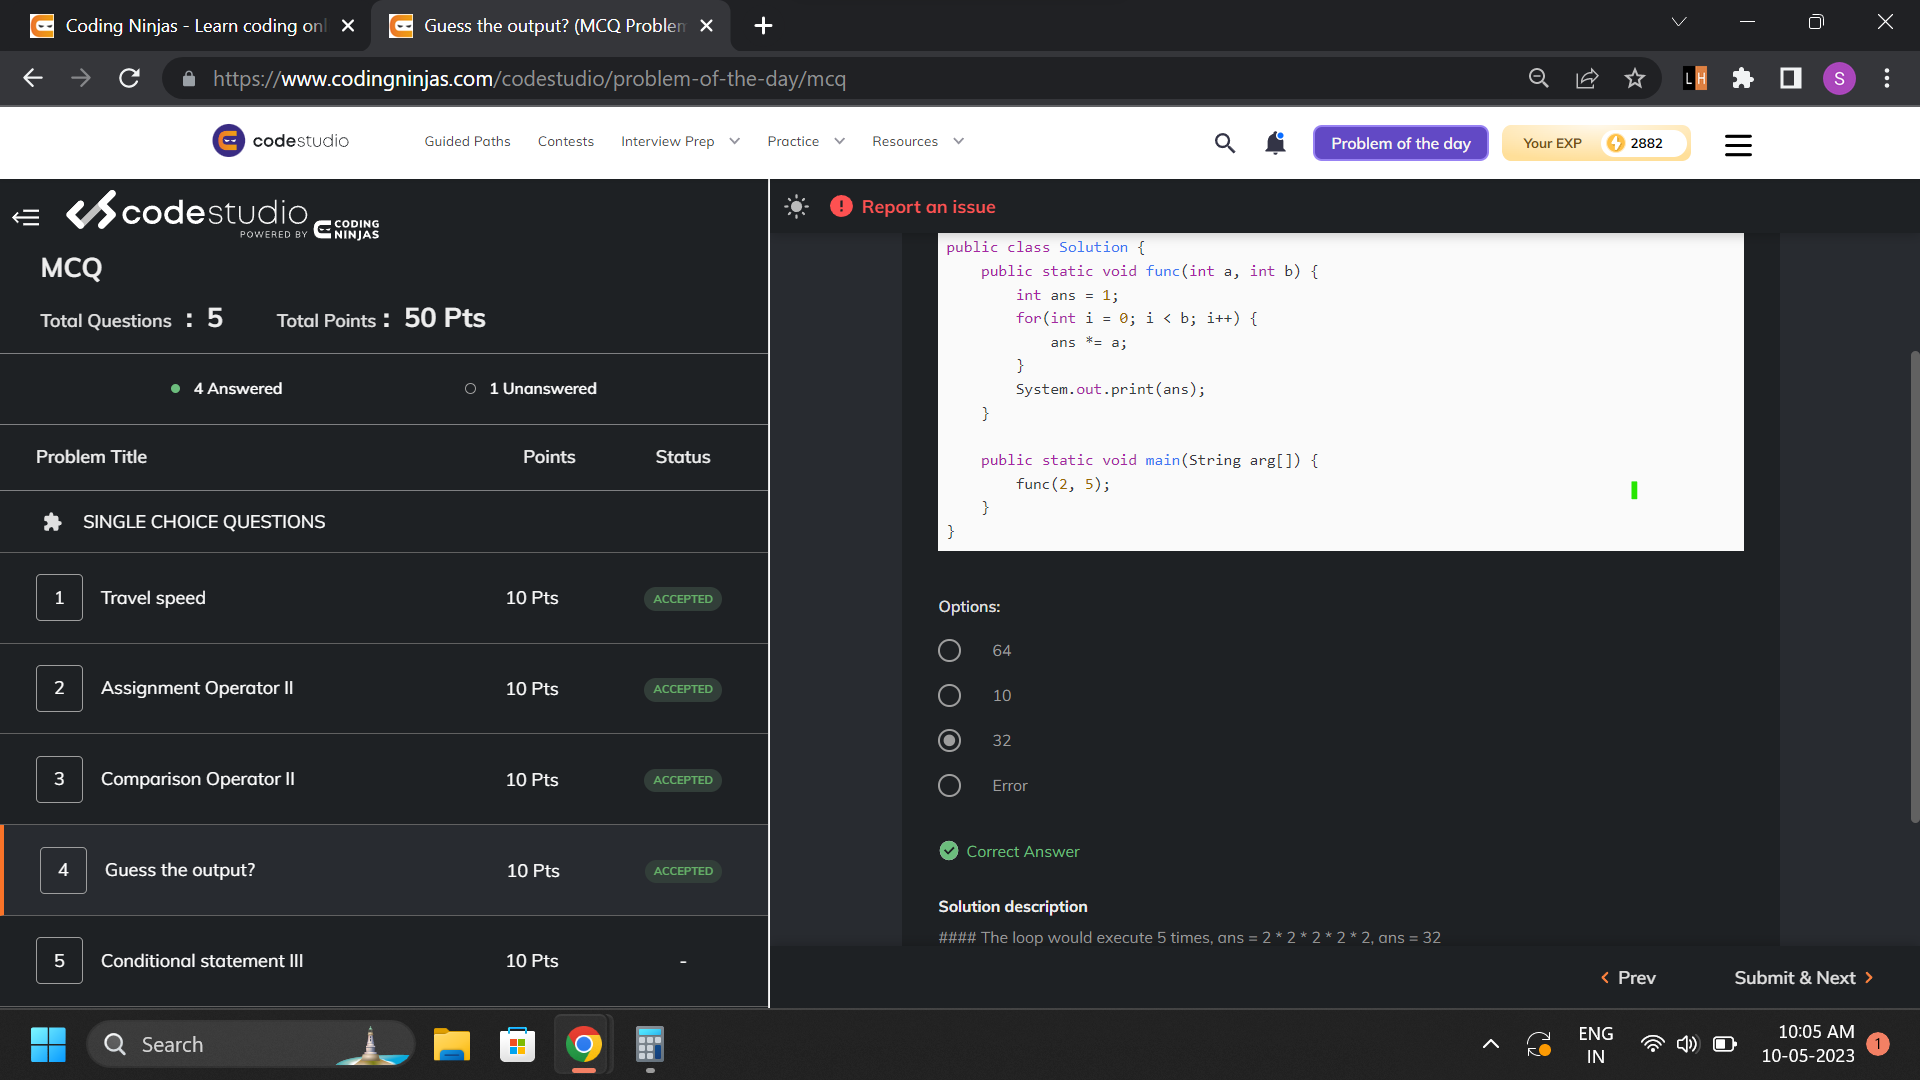 Coding Ninjas - Learn coding onl
Guess the output? (MCQ Problem
https://www.codingninjas.com/codestudio/problem-of-the-day/mcq
LH
S
codestudio
Guided Paths
Contests
Interview Prep
Practice
Resources
Problem of the day
Your EXP
2882
codestudio
POWERED BY
CODING
NINJAS
MCQ
Total Questions : 5
Total Points : 50 Pts
4 Answered
1 Unanswered
Problem Title
Points
Status
SINGLE CHOICE QUESTIONS
1 Travel speed 10 Pts ACCEPTED
2 Assignment Operator II 10 Pts ACCEPTED
3 Comparison Operator II 10 Pts ACCEPTED
4 Guess the output? 10 Pts ACCEPTED
5 Conditional statement III 10 Pts -
Report an issue
public class Solution {
public static void func(int a, int b) {
int ans = 1;
for(int i = 0; i < b; i++) {
ans *= a;
}
System.out.print(ans);
}
public static void main(String arg[]) {
func(2, 5);
}
}
Options:
64
10
32
Error
Correct Answer
Solution description
#### The loop would execute 5 times, ans = 2 * 2 * 2 * 2 * 2, ans = 32
Prev
Submit & Next
Search
ENG
IN
10:05 AM
10-05-2023
1